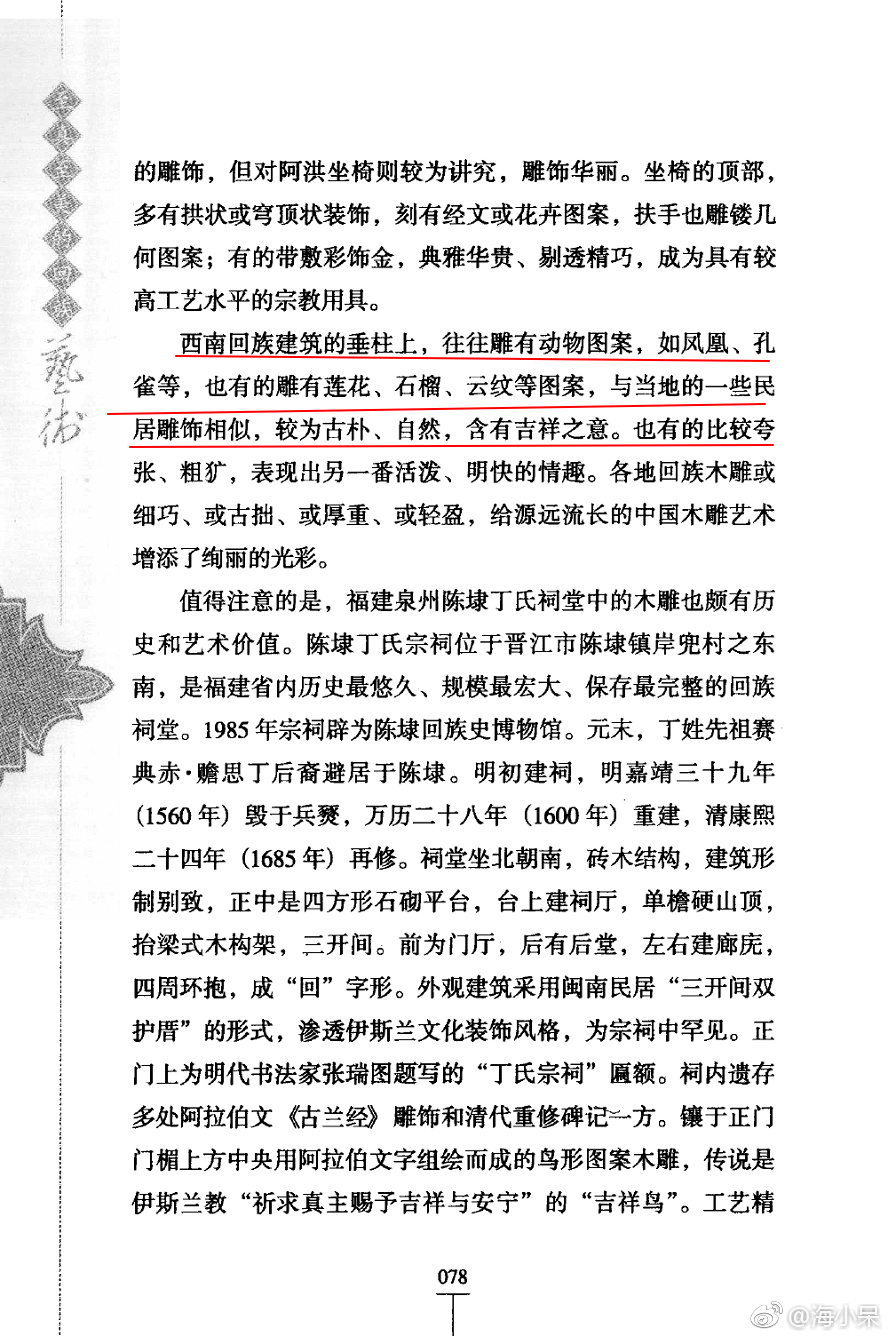 至真至美的回族
藝術
的雕饰，但对阿洪坐椅则较为讲究，雕饰华丽。坐椅的顶部，
多有拱状或穹顶状装饰，刻有经文或花卉图案，扶手也雕镂几
何图案；有的带敷彩饰金，典雅华贵、剔透精巧，成为具有较
高工艺水平的宗教用具。
西南回族建筑的垂柱上，往往雕有动物图案，如凤凰、孔
雀等，也有的雕有莲花、石榴、云纹等图案，与当地的一些民
居雕饰相似，较为古朴、自然，含有吉祥之意。也有的比较夸
张、粗犷，表现出另一番活泼、明快的情趣。各地回族木雕或
细巧、或古拙、或厚重、或轻盈，给源远流长的中国木雕艺术
增添了绚丽的光彩。
值得注意的是，福建泉州陈埭丁氏祠堂中的木雕也颇有历
史和艺术价值。陈埭丁氏宗祠位于晋江市陈埭镇岸兜村之东
南，是福建省内历史最悠久、规模最宏大、保存最完整的回族
祠堂。1985年宗祠辟为陈埭回族史博物馆。元末，丁姓先祖赛
典赤·赡思丁后裔避居于陈埭。明初建祠，明嘉靖三十九年
（1560年）毁于兵燹，万历二十八年（1600年）重建，清康熙
二十四年（1685年）再修。祠堂坐北朝南，砖木结构，建筑形
制别致，正中是四方形石砌平台，台上建祠厅，单檐硬山顶，
抬梁式木构架，三开间。前为门厅，后有后堂，左右建廊庑，
四周环抱，成“回”字形。外观建筑采用闽南民居“三开间双
护厝”的形式，渗透伊斯兰文化装饰风格，为宗祠中罕见。正
门上为明代书法家张瑞图题写的“丁氏宗祠”匾额。祠内遗存
多处阿拉伯文《古兰经》雕饰和清代重修碑记一方。镶于正门
门楣上方中央用阿拉伯文字组绘而成的鸟形图案木雕，传说是
伊斯兰教“祈求真主赐予吉祥与安宁”的“吉祥鸟”。工艺精
078
@海小呆